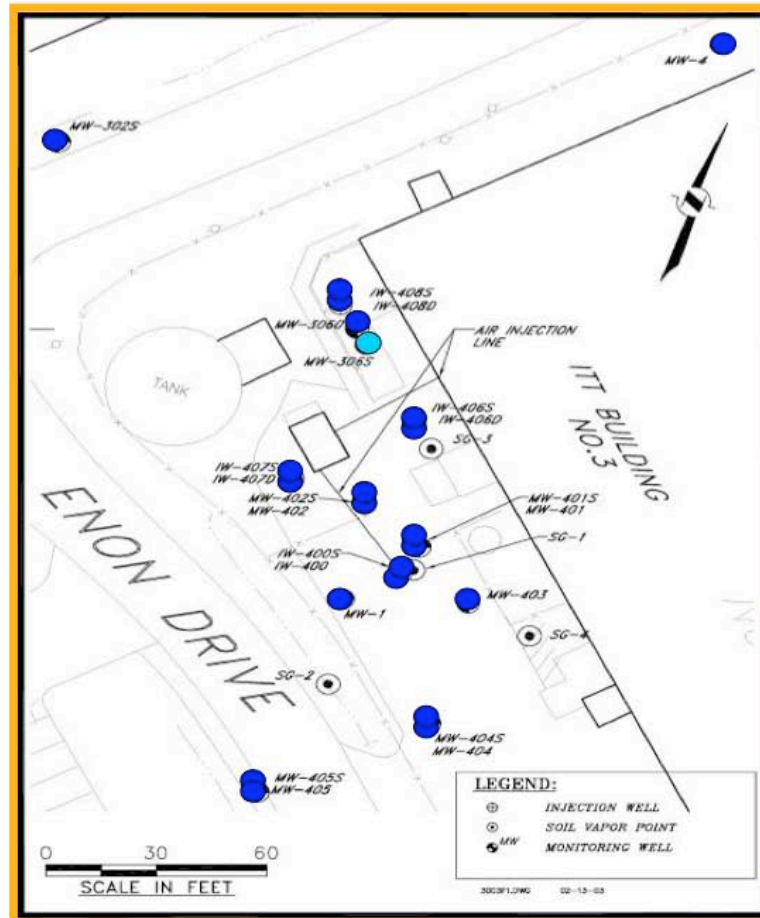 MW-4
MW-302S
IW-408S
IW-408D
MW-306D
MW-306S
AIR INJECTION
LINE
TANK
ITT BUILDING
NO.3
IW-406S
IW-406D
SG-3
IW-407S
IW-407D
MW-402S
MW-402
MW-401S
MW-401
SG-1
IW-400S
IW-400
ENON DRIVE
MW-1
MW-403
SG-4
SG-2
MW-404S
MW-404
MW-405S
MW-405
LEGEND:
INJECTION WELL
SOIL VAPOR POINT
MW MONITORING WELL
0 30 60
SCALE IN FEET
02-13-03